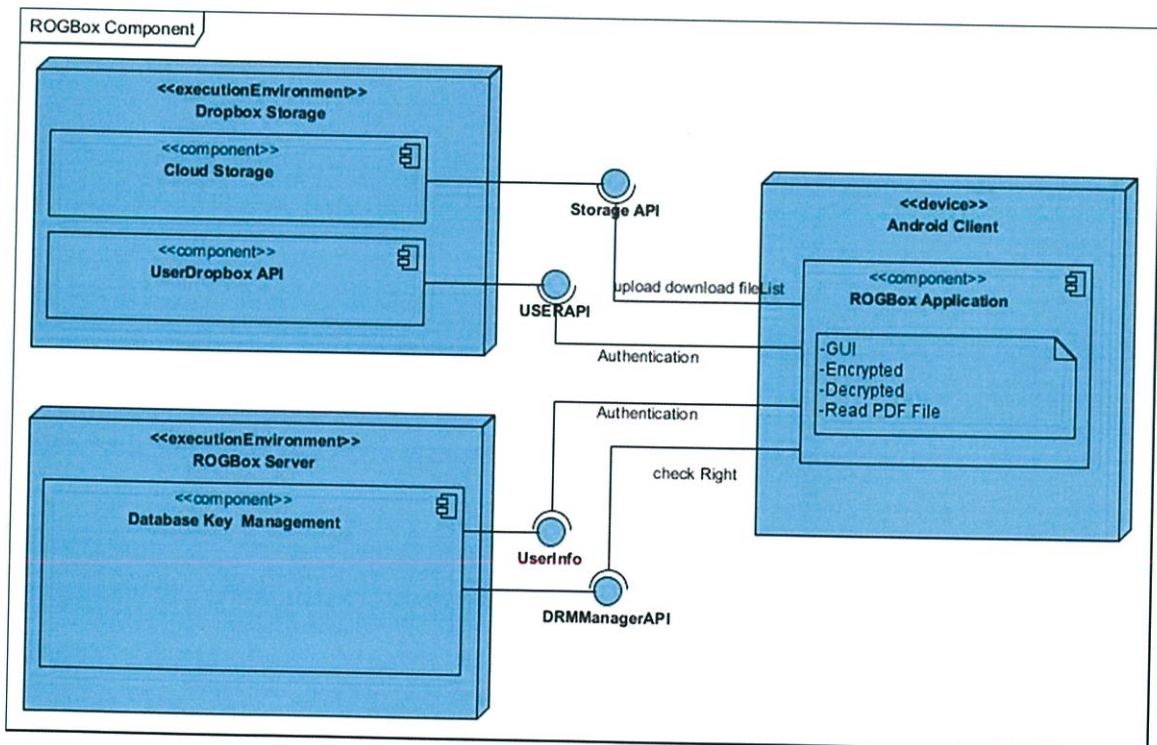 ROGBox Component
<<executionEnvironment>>
Dropbox Storage
<<component>>
Cloud Storage
Storage API
<<component>>
UserDropbox API
USERAPI
upload download fileList
Authentication
<<device>>
Android Client
<<component>>
ROGBox Application
-GUI
-Encrypted
-Decrypted
-Read PDF File
Authentication
check Right
<<executionEnvironment>>
ROGBox Server
<<component>>
Database Key Management
UserInfo
DRMManagerAPI